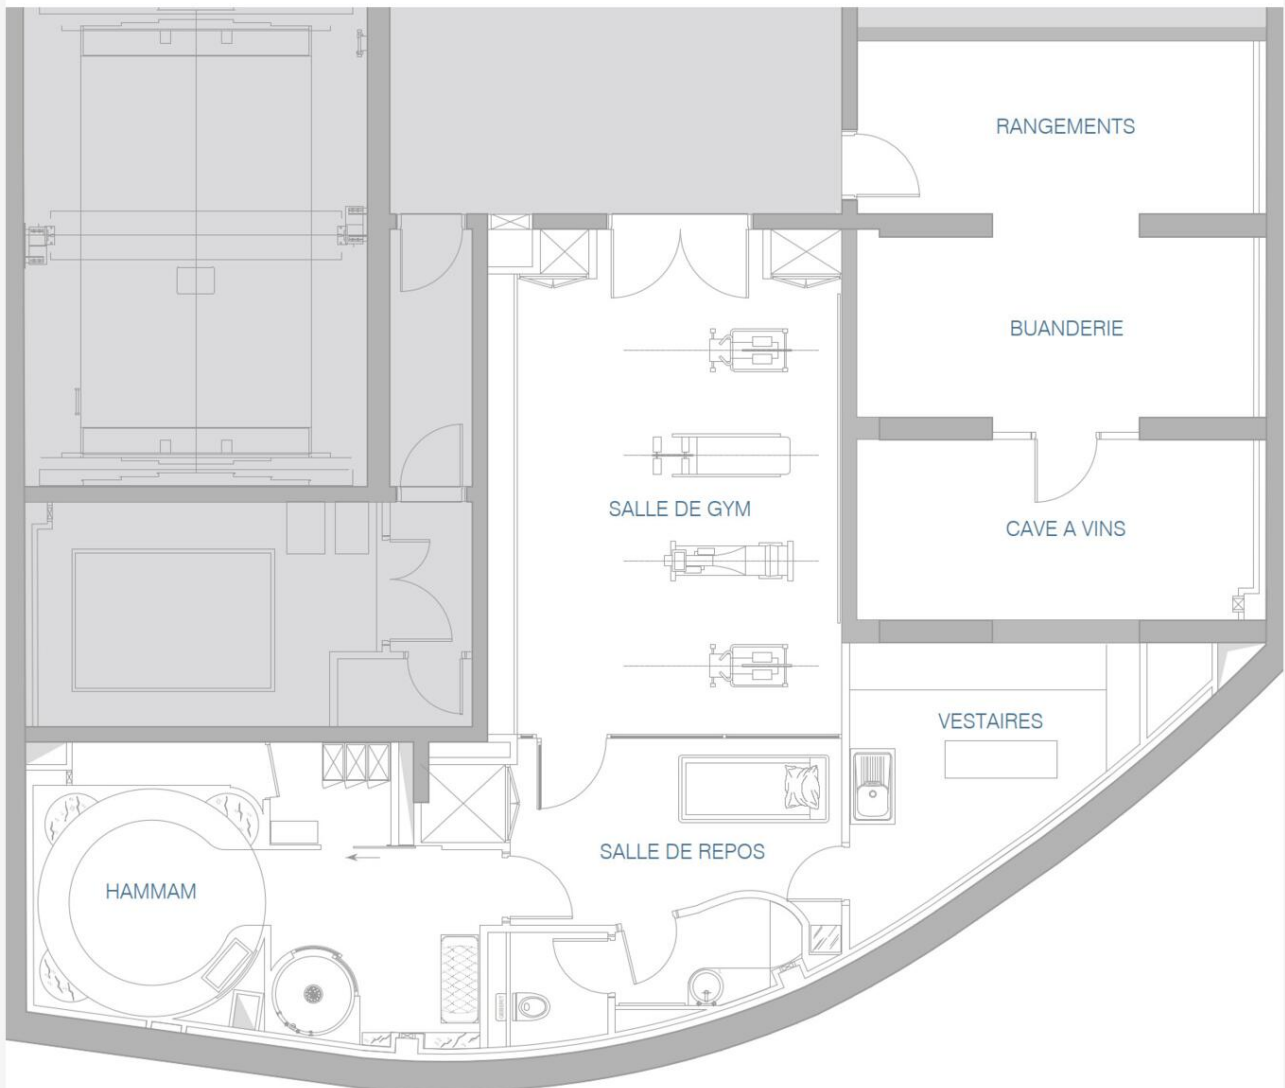 RANGEMENTS
BUANDERIE
SALLE DE GYM
CAVE A VINS
VESTAIRES
SALLE DE REPOS
HAMMAM